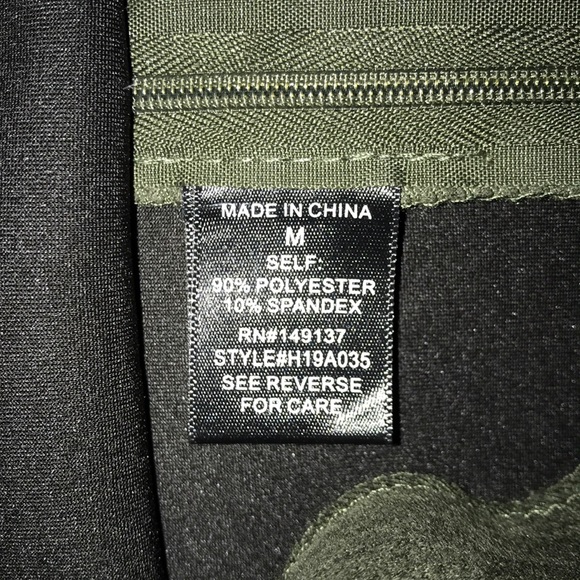 MADE IN CHINA
M
SELF:
90% POLYESTER
10% SPANDEX
RN#149137
STYLE#H19A035
SEE REVERSE
FOR CARE